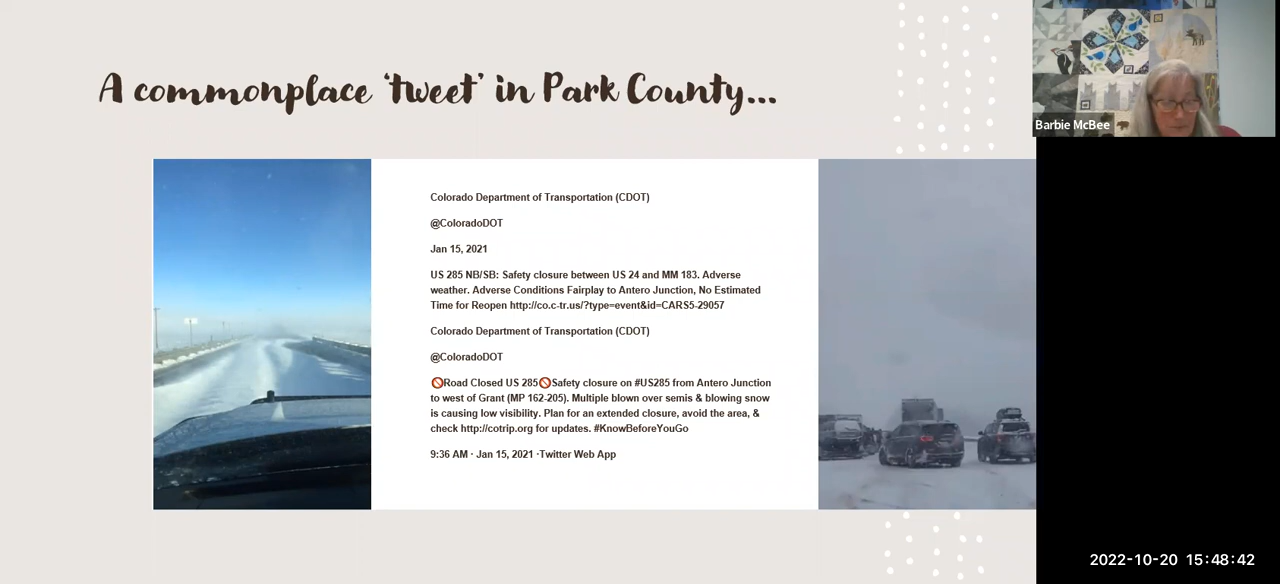 A commonplace ‘tweet’ in Park County...
Barbie McBee
Colorado Department of Transportation (CDOT)
@ColoradoDOT
Jan 15, 2021
US 285 NB/SB: Safety closure between US 24 and MM 183. Adverse
weather. Adverse Conditions Fairplay to Antero Junction, No Estimated
Time for Reopen http://co.c-tr.us/?type=event&id=CARS5-29057
Colorado Department of Transportation (CDOT)
@ColoradoDOT
🚫Road Closed US 285🚫Safety closure on #US285 from Antero Junction
to west of Grant (MP 162-205). Multiple blown over semis & blowing snow
is causing low visibility. Plan for an extended closure, avoid the area, &
check http://cotrip.org for updates. #KnowBeforeYouGo
9:36 AM · Jan 15, 2021 ·Twitter Web App
2022-10-20 15:48:42